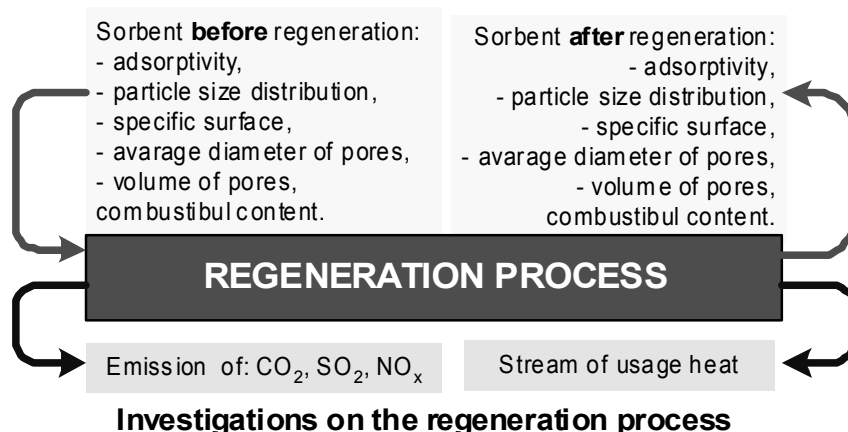 Sorbent before regeneration:
- adsorptivity,
- particle size distribution,
- specific surface,
- avarage diameter of pores,
- volume of pores,
combustibul content.
Sorbent after regeneration:
- adsorptivity,
- particle size distribution,
- specific surface,
- avarage diameter of pores,
- volume of pores,
combustibul content.
REGENERATION PROCESS
Emission of: CO₂, SO₂, NOₓ
Stream of usage heat
Investigations on the regeneration process